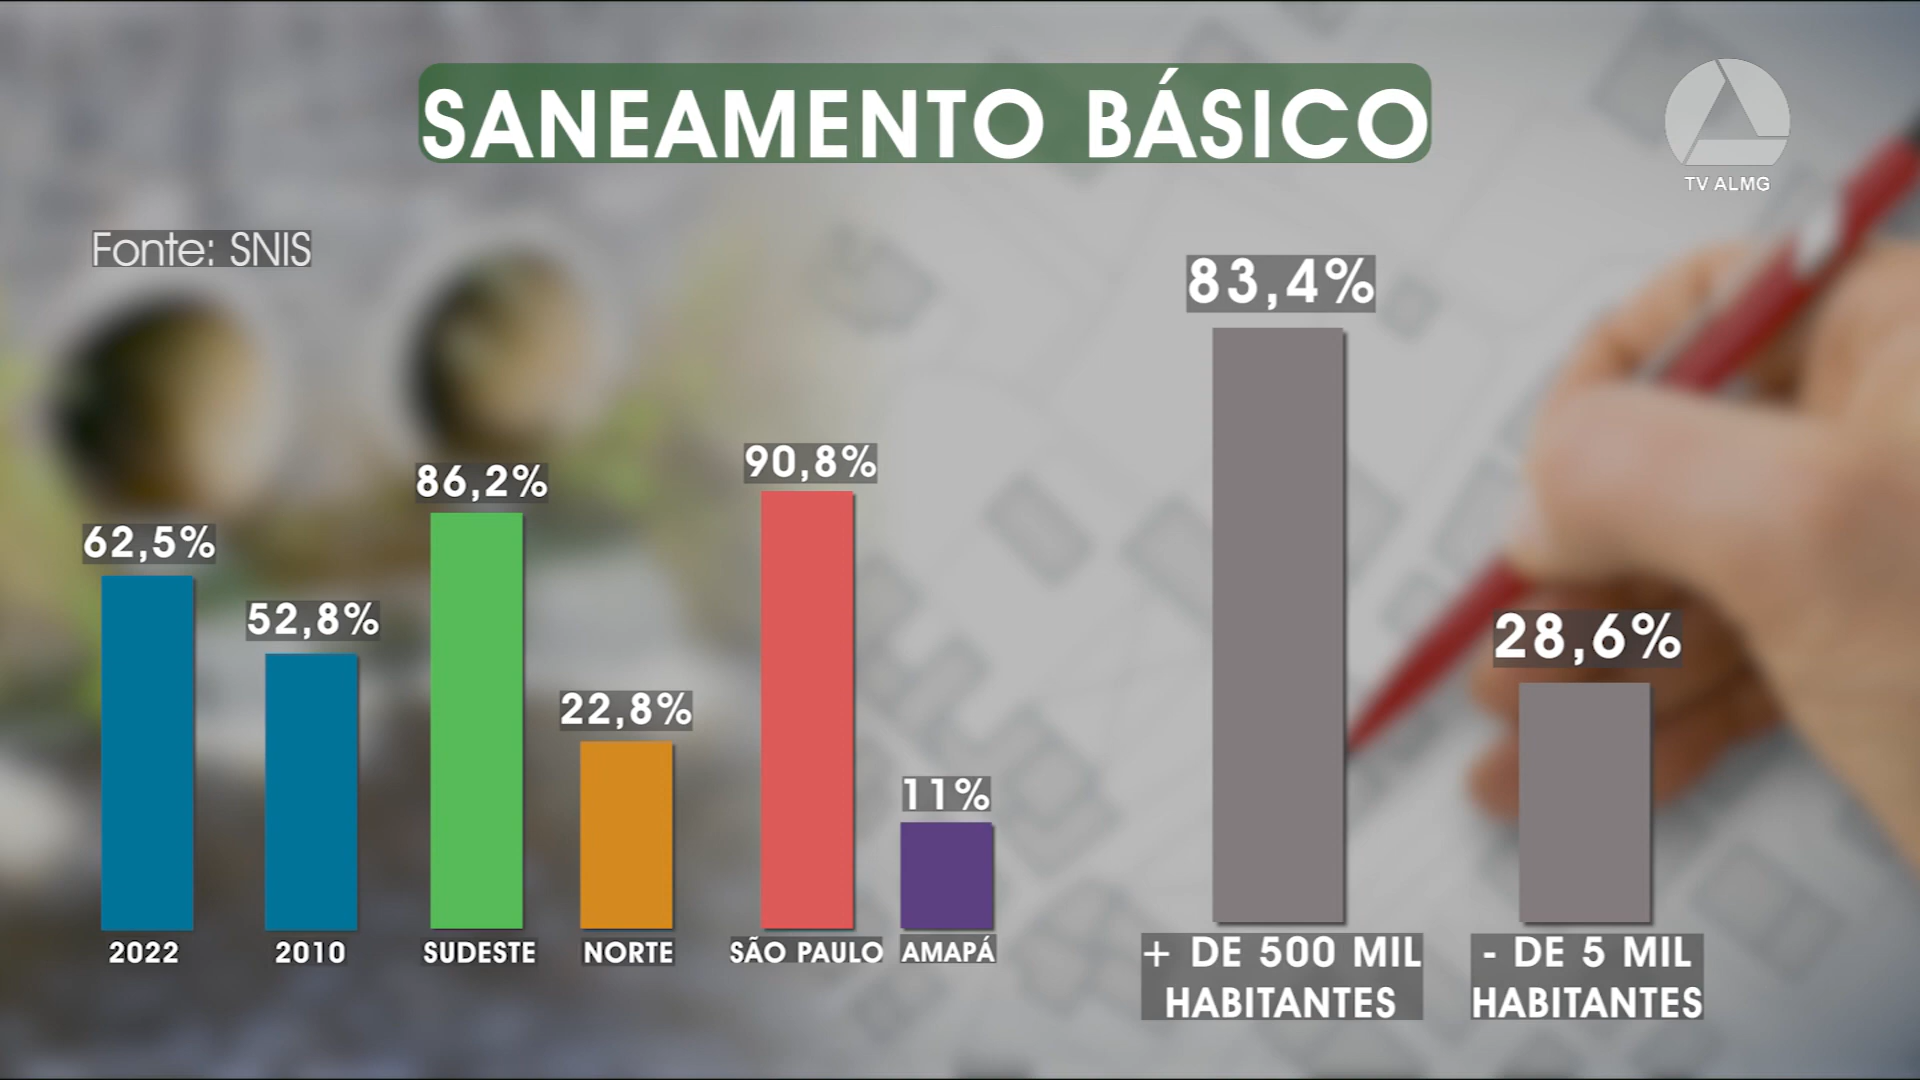 SANEAMENTO BÁSICO
TV ALMG
Fonte: SNIS
62,5%
52,8%
86,2%
22,8%
90,8%
11%
83,4%
28,6%
2022
2010
SUDESTE
NORTE
SÃO PAULO
AMAPÁ
+ DE 500 MIL
HABITANTES
- DE 5 MIL
HABITANTES